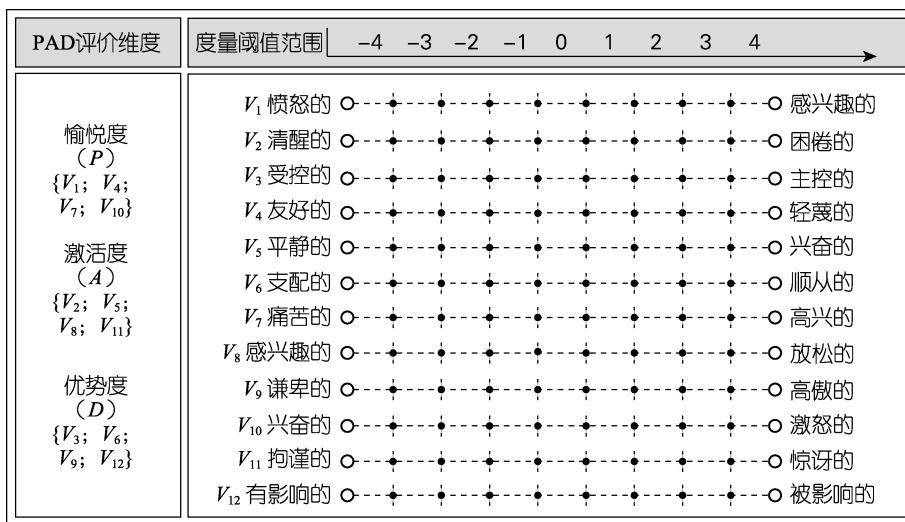 PAD评价维度
度量阈值范围 -4 -3 -2 -1 0 1 2 3 4
愉悦度
(P)
{V1; V4;
V7; V10}
激活度
(A)
{V2; V5;
V8; V11}
优势度
(D)
{V3; V6;
V9; V12}
V1 愤怒的 感兴趣的
V2 清醒的 困倦的
V3 受控的 主控的
V4 友好的 轻蔑的
V5 平静的 兴奋的
V6 支配的 顺从的
V7 痛苦的 高兴的
V8 感兴趣的 放松的
V9 谦卑的 高傲的
V10 兴奋的 激怒的
V11 拘谨的 惊讶的
V12 有影响的 被影响的